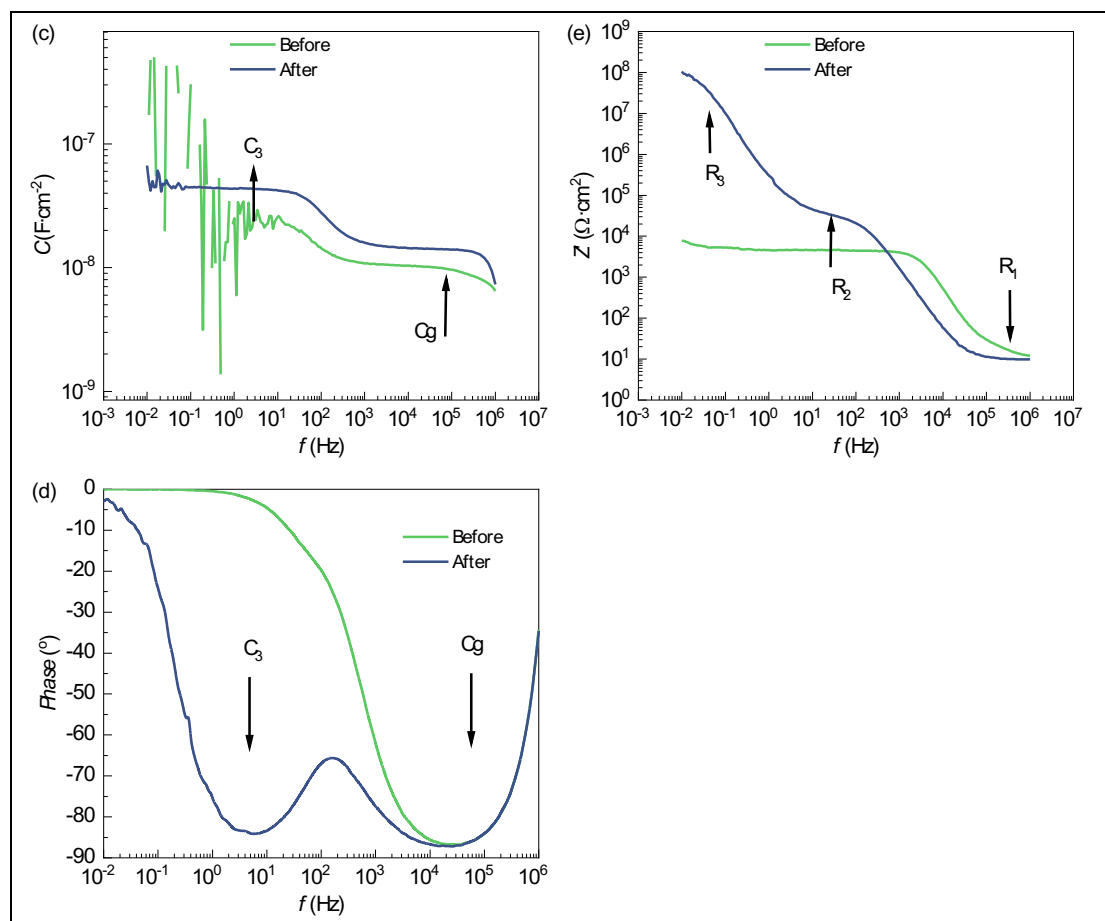 (c)
Before
After
C₃
Cg
C(F·cm⁻²)
10⁻⁷
10⁻⁸
10⁻⁹
10⁻³ 10⁻² 10⁻¹ 10⁰ 10¹ 10² 10³ 10⁴ 10⁵ 10⁶ 10⁷
f (Hz)
(e)
Before
After
R₃
R₂
R₁
Z' (Ω·cm²)
10⁹
10⁸
10⁷
10⁶
10⁵
10⁴
10³
10²
10¹
10⁰
10⁻³ 10⁻² 10⁻¹ 10⁰ 10¹ 10² 10³ 10⁴ 10⁵ 10⁶ 10⁷
f (Hz)
(d)
Before
After
C₃
Cg
Phase (°)
0
-10
-20
-30
-40
-50
-60
-70
-80
-90
10⁻² 10⁻¹ 10⁰ 10¹ 10² 10³ 10⁴ 10⁵ 10⁶
f (Hz)